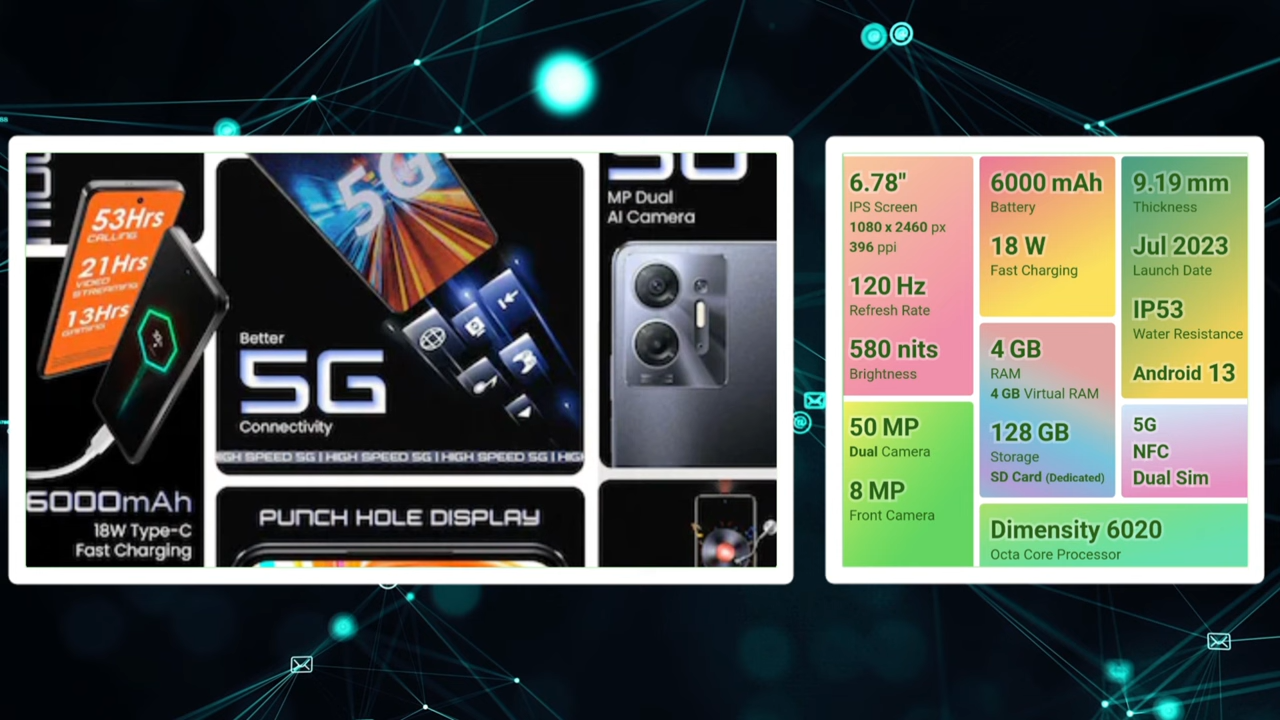 53Hrs
CALLING
21Hrs
VIDEO
STREAMING
13Hrs
GAMING
6000mAh
18W Type-C
Fast Charging
5G
Better
5G
Connectivity
HIGH SPEED 5G | HIGH SPEED 5G | HIGH SPEED 5G | HIGH
PUNCH HOLE DISPLAY
50
MP Dual
AI Camera
6.78"
IPS Screen
1080 x 2460 px
396 ppi
120 Hz
Refresh Rate
580 nits
Brightness
50 MP
Dual Camera
8 MP
Front Camera
6000 mAh
Battery
18 W
Fast Charging
4 GB
RAM
4 GB Virtual RAM
128 GB
Storage
SD Card (Dedicated)
9.19 mm
Thickness
Jul 2023
Launch Date
IP53
Water Resistance
Android 13
5G
NFC
Dual Sim
Dimensity 6020
Octa Core Processor